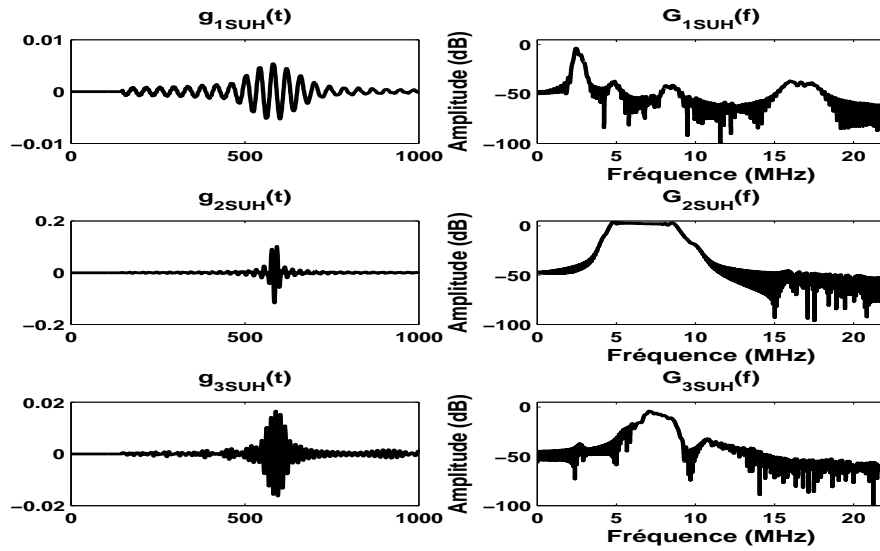 g1SUH(t)
0.01
0
−0.01
0 500 1000
G1SUH(f)
Amplitude (dB)
0
−50
−100
0 5 10 15 20
Fréquence (MHz)
g2SUH(t)
0.2
0
−0.2
0 500 1000
G2SUH(f)
Amplitude (dB)
0
−50
−100
0 5 10 15 20
Fréquence (MHz)
g3SUH(t)
0.02
0
−0.02
0 500 1000
G3SUH(f)
Amplitude (dB)
0
−50
−100
0 5 10 15 20
Fréquence (MHz)